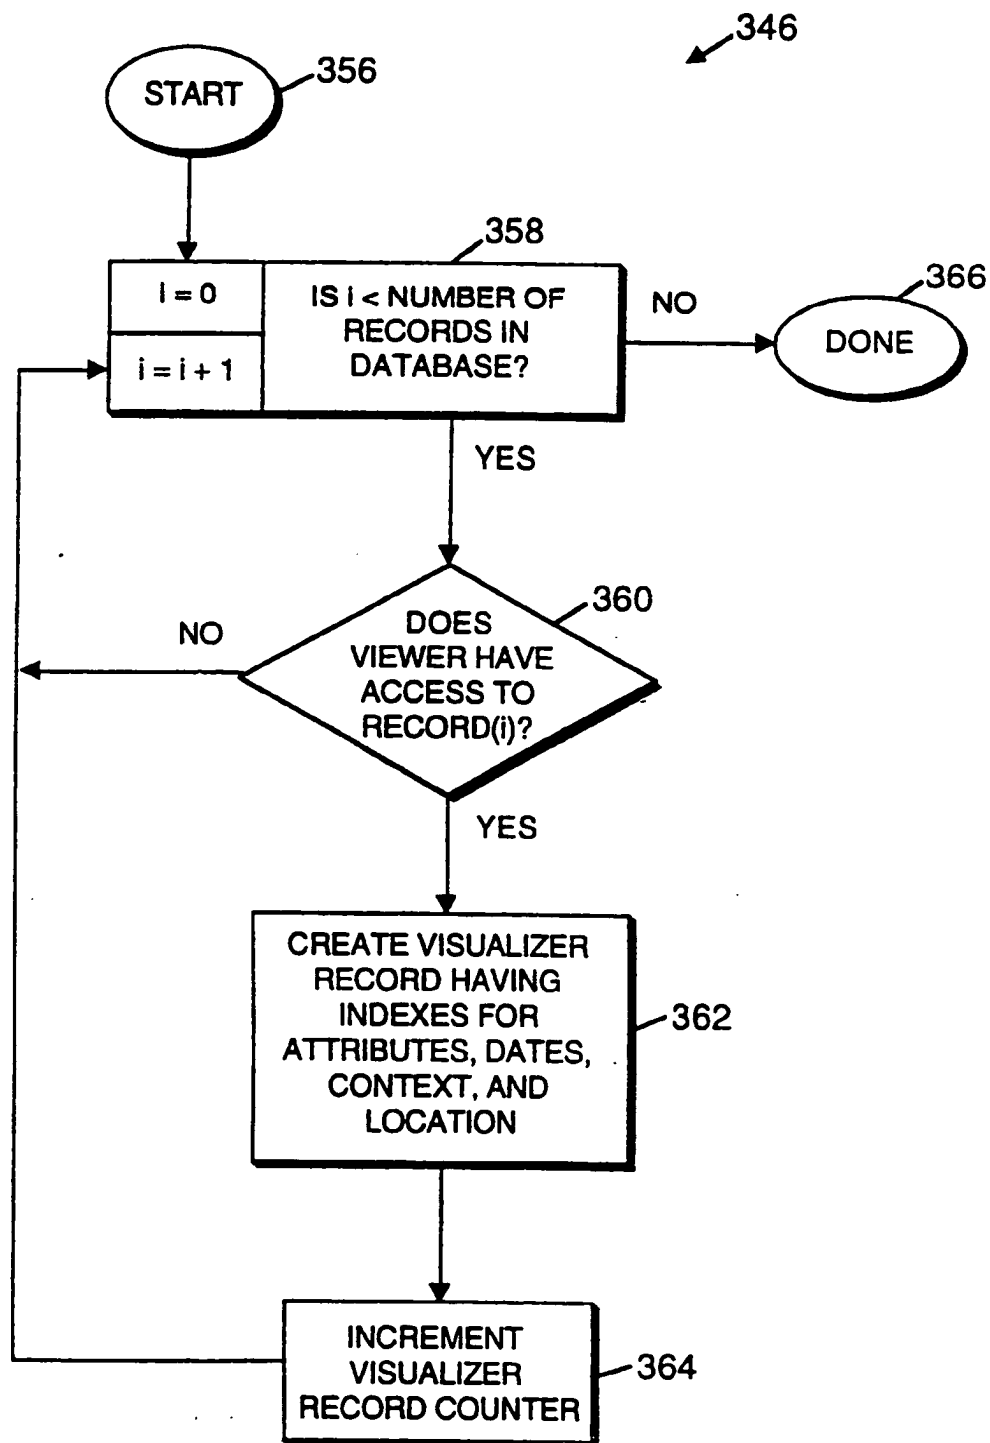 346
START
356
358
i = 0
i = i + 1
IS i < NUMBER OF
RECORDS IN
DATABASE?
NO
366
DONE
YES
360
DOES
VIEWER HAVE
ACCESS TO
RECORD(i)?
NO
YES
CREATE VISUALIZER
RECORD HAVING
INDEXES FOR
ATTRIBUTES, DATES,
CONTEXT, AND
LOCATION
362
INCREMENT
VISUALIZER
RECORD COUNTER
364